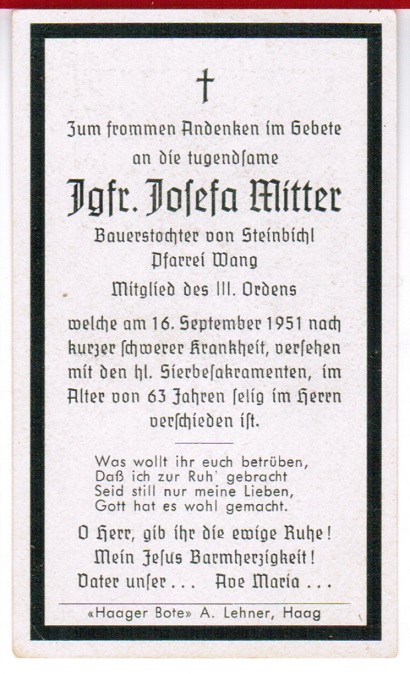 Zum frommen Andenken im Gebete
an die tugendsame
Jgfr. Josefa Mitter
Bauerstochter von Steinbichl
Pfarrei Wang
Mitglied des III. Ordens
welche am 16. September 1951 nach
kurzer schwerer Krankheit, versehen
mit den hl. Sierbesakramenten, im
Alter von 63 Jahren selig im Herrn
verschieden ist.
Was wollt ihr euch betrüben,
Daß ich zur Ruh' gebracht
Seid still nur meine Lieben,
Gott hat es wohl gemacht.
O Herr, gib ihr die ewige Ruhe!
Mein Jesus Barmherzigkeit!
Vater unser... Ave Maria...
«Haager Bote» A. Lehner, Haag